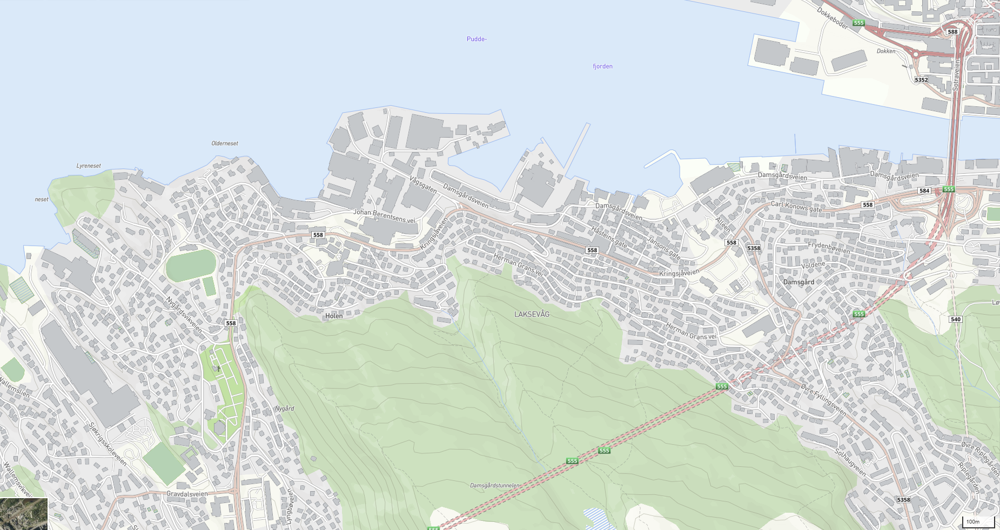 Dokkeboder
555
588
Pudde-
Dokken
fjorden
Sotraveien
5352
Olderneset
Lyreneset
Damsgårdsveien
Damsgårdsveien
Vågsgaten
Damsgårdsveien
584
555
neset
Carl Konows gate
558
Damsgårdsveien
Johan Berentsens vei
Kringsjåveien
Alléen
558
Håsteins gate
Jansons gate
558
5358
558
Frydenbøveien
Herman Grans vei
Voldene
Kringsjåveien
Damsgård
Nygårdsvikveien
Holen
LAKSEVÅG
555
540
558
Herman Grans vei
Wallemslien
555
Øvre Fyllingsveien
Nygård
Sjøkrigsskoleveien
Øvre Riplegården
555
555
Solhaugveien
Riplegården
Wallemsvikveien
Damsgårdstunnelen
Gravdalsveien
Lyngbøveien
5358
100m
555